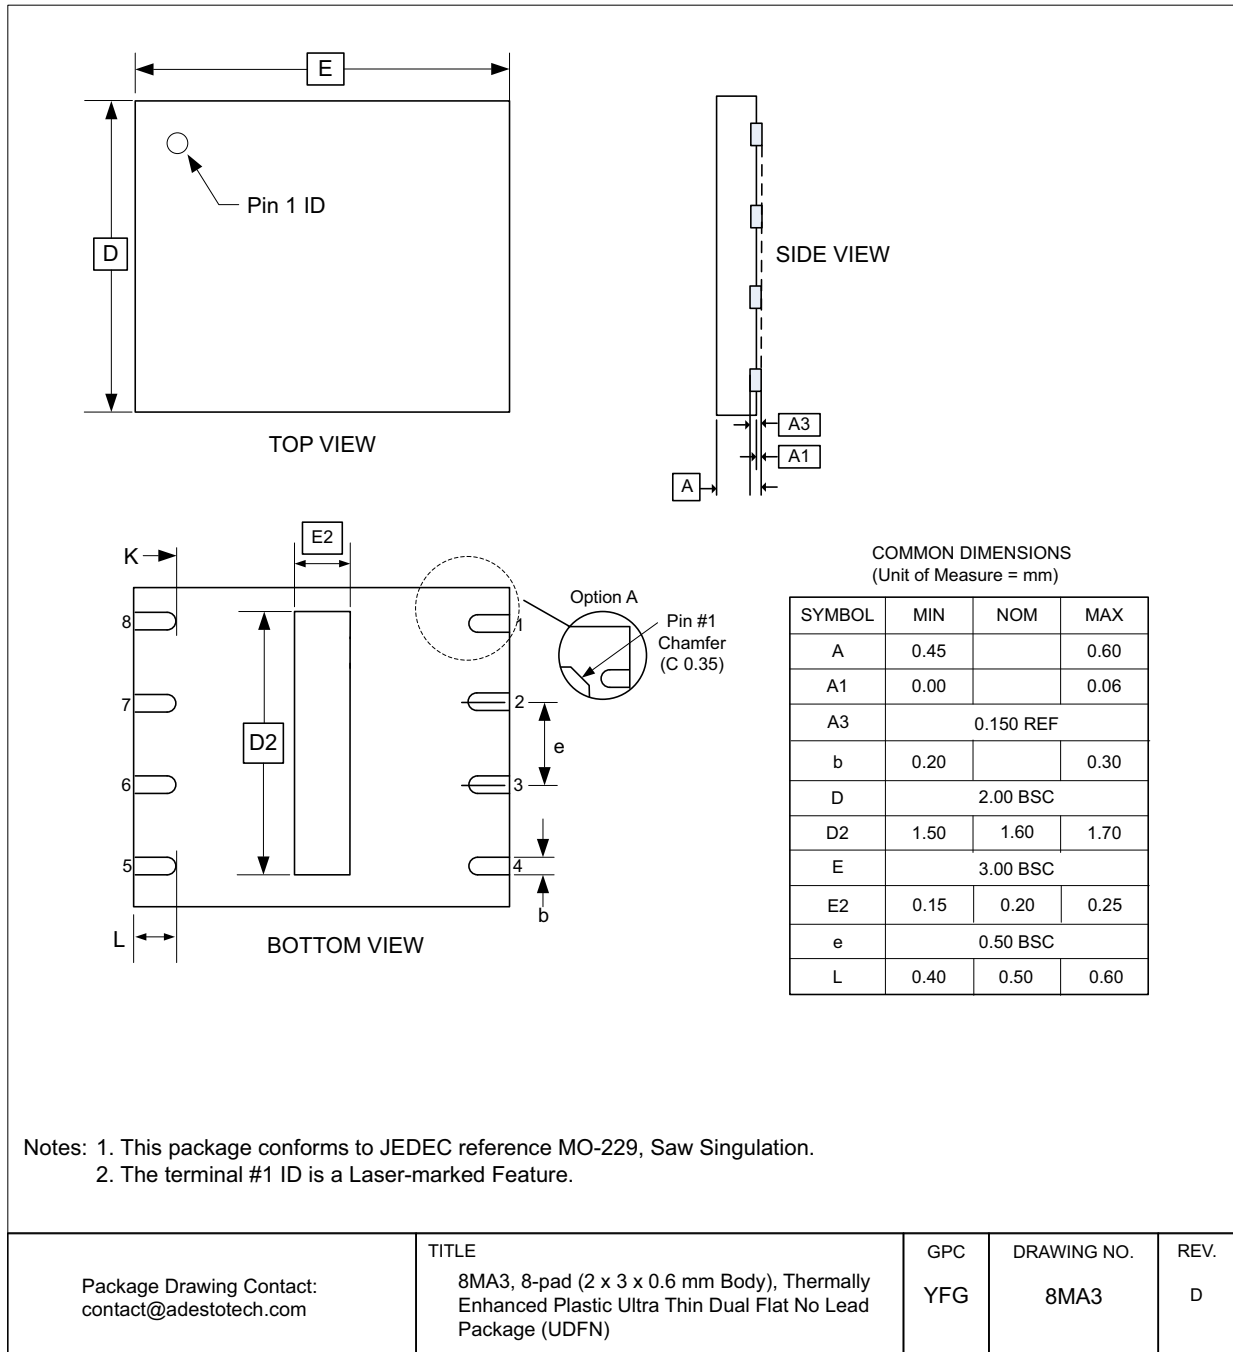 E
Pin 1 ID
D
SIDE VIEW
TOP VIEW
A3
A1
A
E2
K
COMMON DIMENSIONS
(Unit of Measure = mm)
Option A
Pin #1
Chamfer
(C 0.35)
8
1
7
2
D2
e
6
3
5
4
b
L
BOTTOM VIEW
SYMBOL MIN NOM MAX
A 0.45 0.60
A1 0.00 0.06
A3 0.150 REF
b 0.20 0.30
D 2.00 BSC
D2 1.50 1.60 1.70
E 3.00 BSC
E2 0.15 0.20 0.25
e 0.50 BSC
L 0.40 0.50 0.60
Notes: 1. This package conforms to JEDEC reference MO-229, Saw Singulation.
2. The terminal #1 ID is a Laser-marked Feature.
Package Drawing Contact:
contact@adestotech.com
TITLE
8MA3, 8-pad (2 x 3 x 0.6 mm Body), Thermally
Enhanced Plastic Ultra Thin Dual Flat No Lead
Package (UDFN)
GPC
YFG
DRAWING NO.
8MA3
REV.
D